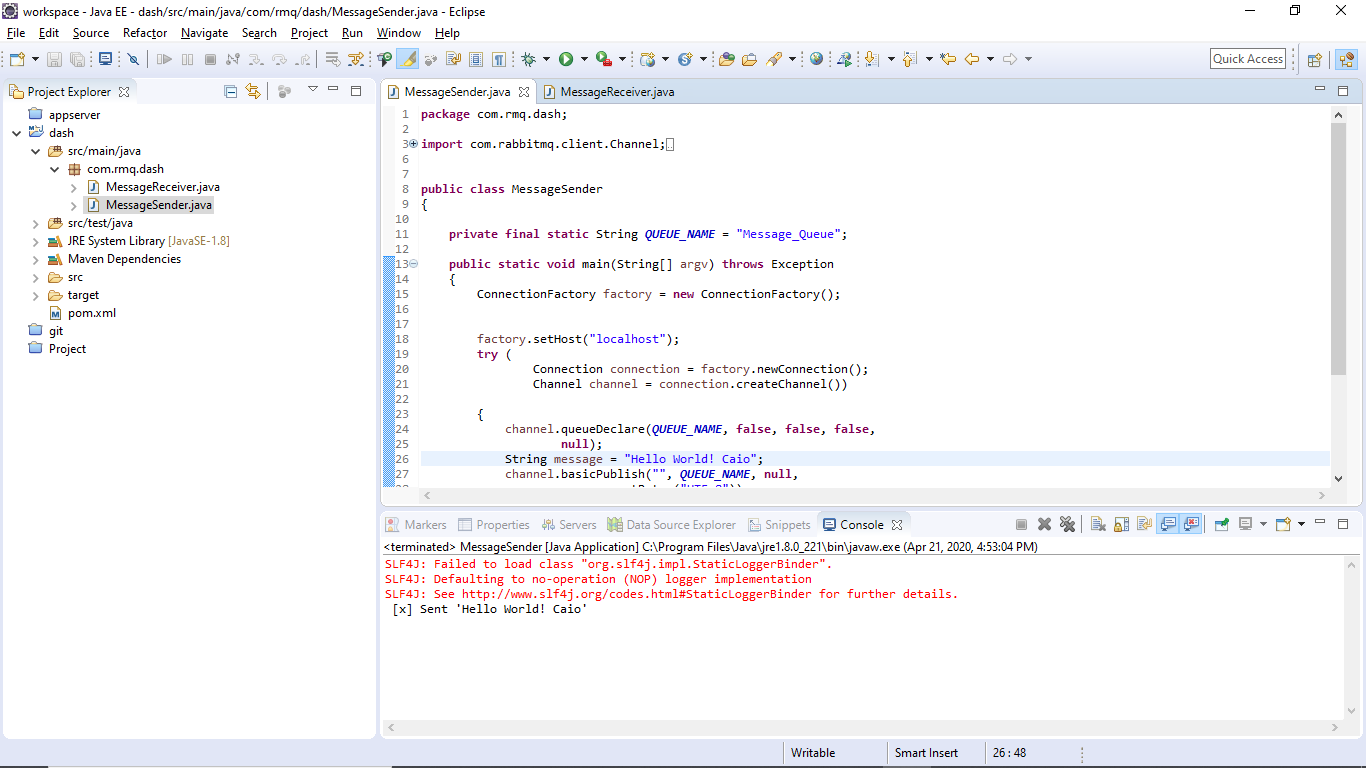 workspace - Java EE - dash/src/main/java/com/rmq/dash/MessageSender.java - Eclipse
File Edit Source Refactor Navigate Search Project Run Window Help
Quick Access
Project Explorer
appserver
dash
src/main/java
com.rmq.dash
MessageReceiver.java
MessageSender.java
src/test/java
JRE System Library [JavaSE-1.8]
Maven Dependencies
src
target
pom.xml
git
Project
MessageSender.java MessageReceiver.java
1 package com.rmq.dash;
2
3 import com.rabbitmq.client.Channel;
6
7
8 public class MessageSender
9 {
10
11 private final static String QUEUE_NAME = "Message_Queue";
12
13 public static void main(String[] argv) throws Exception
14 {
15 ConnectionFactory factory = new ConnectionFactory();
16
17
18 factory.setHost("localhost");
19 try (
20 Connection connection = factory.newConnection();
21 Channel channel = connection.createChannel())
22
23 {
24 channel.queueDeclare(QUEUE_NAME, false, false, false,
25 null);
26 String message = "Hello World! Caio";
27 channel.basicPublish("", QUEUE_NAME, null,
Markers Properties Servers Data Source Explorer Snippets Console
<terminated> MessageSender [Java Application] C:\Program Files\Java\jre1.8.0_221\bin\javaw.exe (Apr 21, 2020, 4:53:04 PM)
SLF4J: Failed to load class "org.slf4j.impl.StaticLoggerBinder".
SLF4J: Defaulting to no-operation (NOP) logger implementation
SLF4J: See http://www.slf4j.org/codes.html#StaticLoggerBinder for further details.
[x] Sent 'Hello World! Caio'
Writable Smart Insert 26 : 48